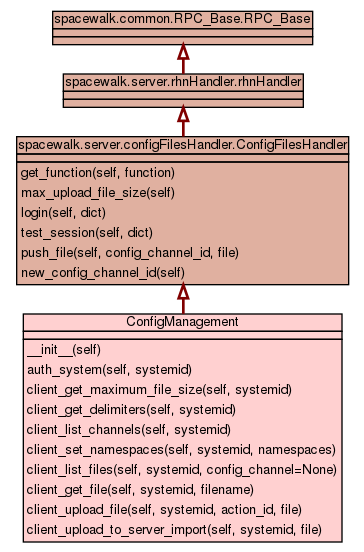 spacewalk.common.RPC_Base.RPC_Base
spacewalk.server.rhnHandler.rhnHandler
spacewalk.server.configFilesHandler.ConfigFilesHandler
get_function(self, function)
max_upload_file_size(self)
login(self, dict)
test_session(self, dict)
push_file(self, config_channel_id, file)
new_config_channel_id(self)
ConfigManagement
__init__(self)
auth_system(self, systemid)
client_get_maximum_file_size(self, systemid)
client_get_delimiters(self, systemid)
client_list_channels(self, systemid)
client_set_namespaces(self, systemid, namespaces)
client_list_files(self, systemid, config_channel=None)
client_get_file(self, systemid, filename)
client_upload_file(self, systemid, action_id, file)
client_upload_to_server_import(self, systemid, file)